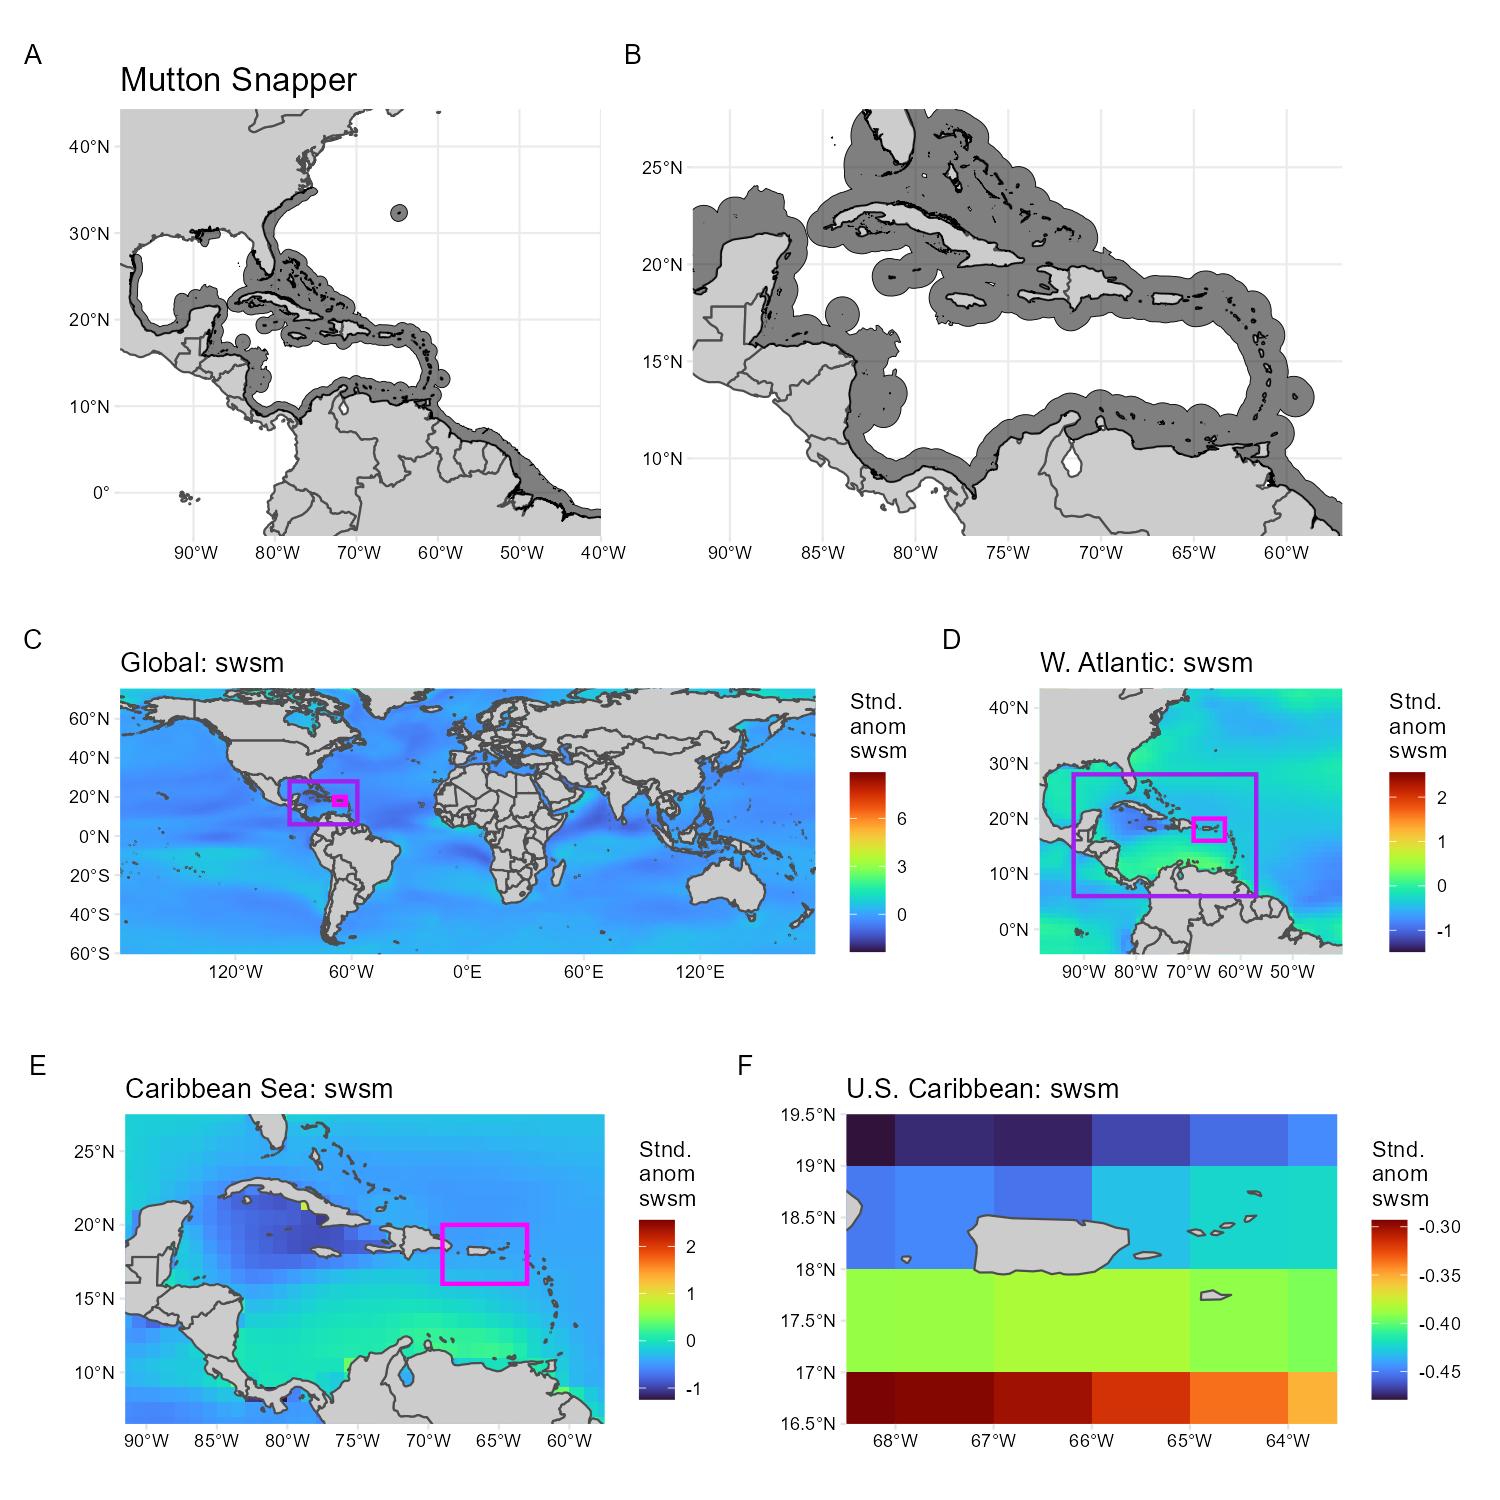 A
B
Mutton Snapper
40°N
30°N
20°N
10°N
0°
90°W 80°W 70°W 60°W 50°W 40°W
25°N
20°N
15°N
10°N
90°W 85°W 80°W 75°W 70°W 65°W 60°W
C
D
Global: swsm
60°N
40°N
20°N
0°N
20°S
40°S
60°S
120°W 60°W 0°E 60°E 120°E
Stnd.
anom
swsm
6
3
0
W. Atlantic: swsm
40°N
30°N
20°N
10°N
0°N
90°W 80°W 70°W 60°W 50°W
Stnd.
anom
swsm
2
1
0
-1
E
F
Caribbean Sea: swsm
25°N
20°N
15°N
10°N
90°W 85°W 80°W 75°W 70°W 65°W 60°W
Stnd.
anom
swsm
2
1
0
-1
U.S. Caribbean: swsm
19.5°N
19°N
18.5°N
18°N
17.5°N
17°N
16.5°N
68°W 67°W 66°W 65°W 64°W
Stnd.
anom
swsm
-0.30
-0.35
-0.40
-0.45